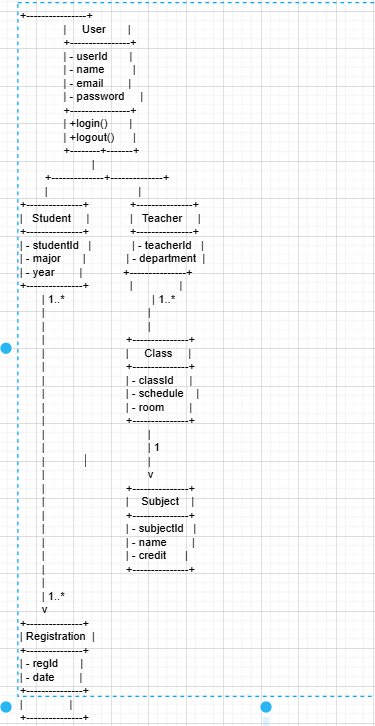 +----------------+
|     User        |
+----------------+
| - userId       |
| - name          |
| - email         |
| - password     |
+----------------+
| +login()        |
| +logout()      |
+--------+-------+
|
+--------------+--------------+
|                              |
+----------------+               +----------------+
|   Student      |               |   Teacher      |
+----------------+               +----------------+
| - studentId   |               | - teacherId    |
| - major       |               | - department  |
| - year         |               +---------------+
+----------------+               |               |
| 1..*                          | 1..*
|                               |
|                               |
|                               +----------------+
|                               |    Class       |
|                               +----------------+
|                               | - classId      |
|                               | - schedule    |
|                               | - room         |
|                               +----------------+
|                               |
|                               | 1
|             |                 |
|                               v
|                               +----------------+
|                               |    Subject     |
|                               +----------------+
|                               | - subjectId   |
|                               | - name         |
|                               | - credit       |
|                               +----------------+
|
| 1..*
v
+----------------+
| Registration  |
+----------------+
| - regId        |
| - date         |
+----------------+
|            |
+----------------+